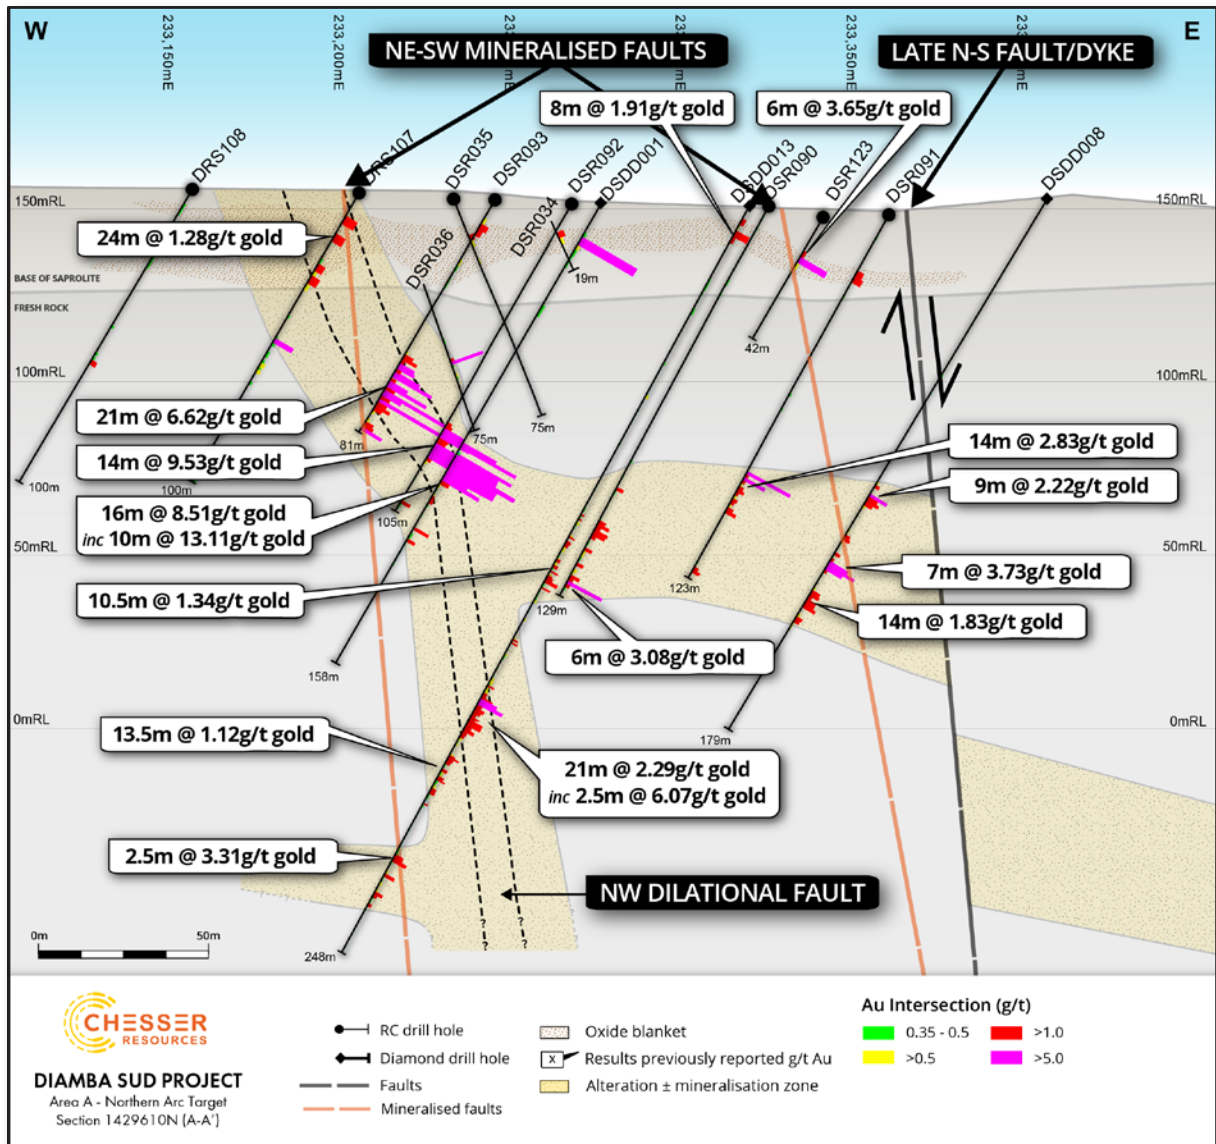 W
E
233,150mE
233,200mE
233,350mE
NE-SW MINERALISED FAULTS
LATE N-S FAULT/DYKE
8m @ 1.91g/t gold
6m @ 3.65g/t gold
DRS108
DRS107
DSR035
DSR093
DSR092
DSDD001
DSDD013
DSR090
DSR123
DSR091
DSDD008
DSR036
DSR034
150mRL
150mRL
24m @ 1.28g/t gold
19m
BASE OF SAPROLITE
FRESH ROCK
42m
100mRL
100mRL
21m @ 6.62g/t gold
81m
75m
75m
14m @ 2.83g/t gold
14m @ 9.53g/t gold
100m
100m
9m @ 2.22g/t gold
16m @ 8.51g/t gold
inc 10m @ 13.11g/t gold
105m
50mRL
50mRL
7m @ 3.73g/t gold
10.5m @ 1.34g/t gold
129m
123m
14m @ 1.83g/t gold
6m @ 3.08g/t gold
158m
0mRL
0mRL
13.5m @ 1.12g/t gold
179m
21m @ 2.29g/t gold
inc 2.5m @ 6.07g/t gold
2.5m @ 3.31g/t gold
NW DILATIONAL FAULT
? ?
? ?
0m 50m
248m
CHESSER
RESOURCES
DIAMBA SUD PROJECT
Area A - Northern Arc Target
Section 1429610N (A-A')
RC drill hole
Diamond drill hole
Faults
Mineralised faults
Oxide blanket
x Results previously reported g/t Au
Alteration ± mineralisation zone
Au Intersection (g/t)
0.35 - 0.5
>1.0
>0.5
>5.0